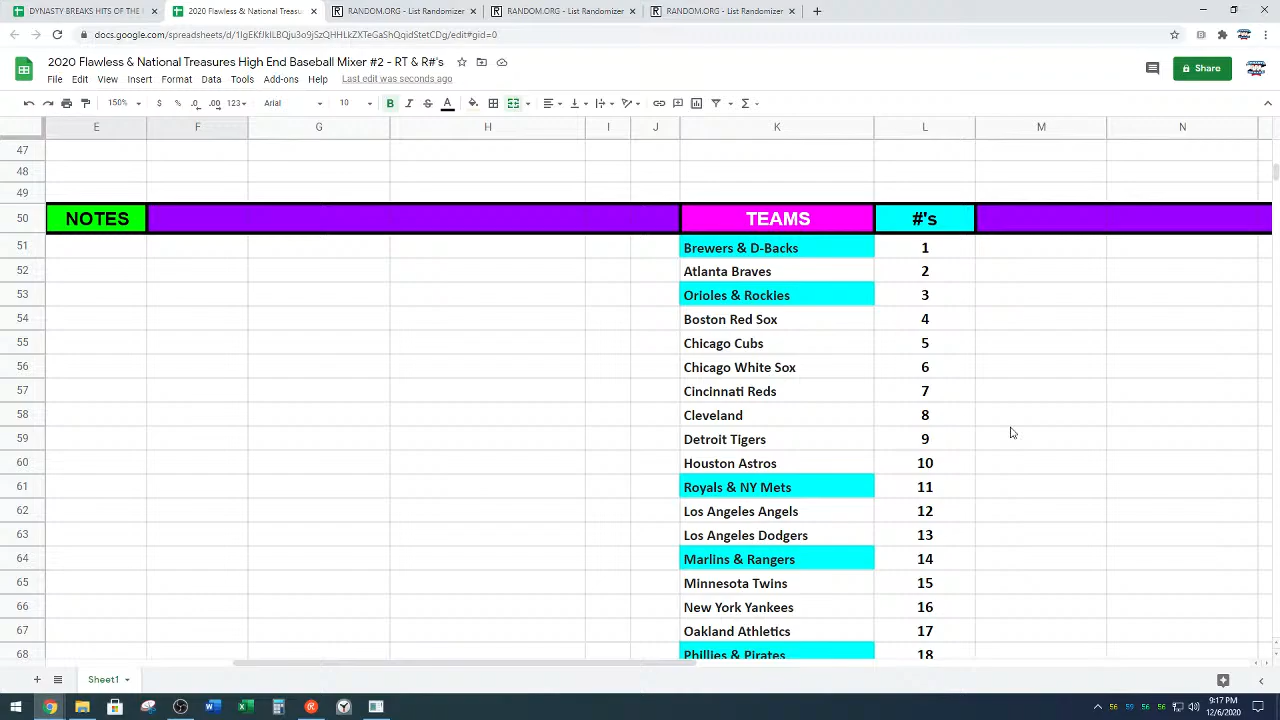 DYNASTY BREAKS HITS OF THE
2020 Flawless & National Treasu
RANDOM.ORG - List Randomizer
RANDOM.ORG - List Randomizer
RANDOM.ORG - List Randomizer
2020 Flawless & National Treasures High End Baseball Mixer #2 - RT & R#'s
File Edit View Insert Format Data Tools Add-ons Help Last edit was seconds ago
Share
150% $ % .0 .00 123 Arial 10 B I S A
E F G H I J K L M N
47
48
49
50 NOTES TEAMS #'s
51 Brewers & D-Backs 1
52 Atlanta Braves 2
53 Orioles & Rockies 3
54 Boston Red Sox 4
55 Chicago Cubs 5
56 Chicago White Sox 6
57 Cincinnati Reds 7
58 Cleveland 8
59 Detroit Tigers 9
60 Houston Astros 10
61 Royals & NY Mets 11
62 Los Angeles Angels 12
63 Los Angeles Dodgers 13
64 Marlins & Rangers 14
65 Minnesota Twins 15
66 New York Yankees 16
67 Oakland Athletics 17
68 Phillies & Pirates 18
Sheet1
56 59 56 56
9:17 PM
12/6/2020